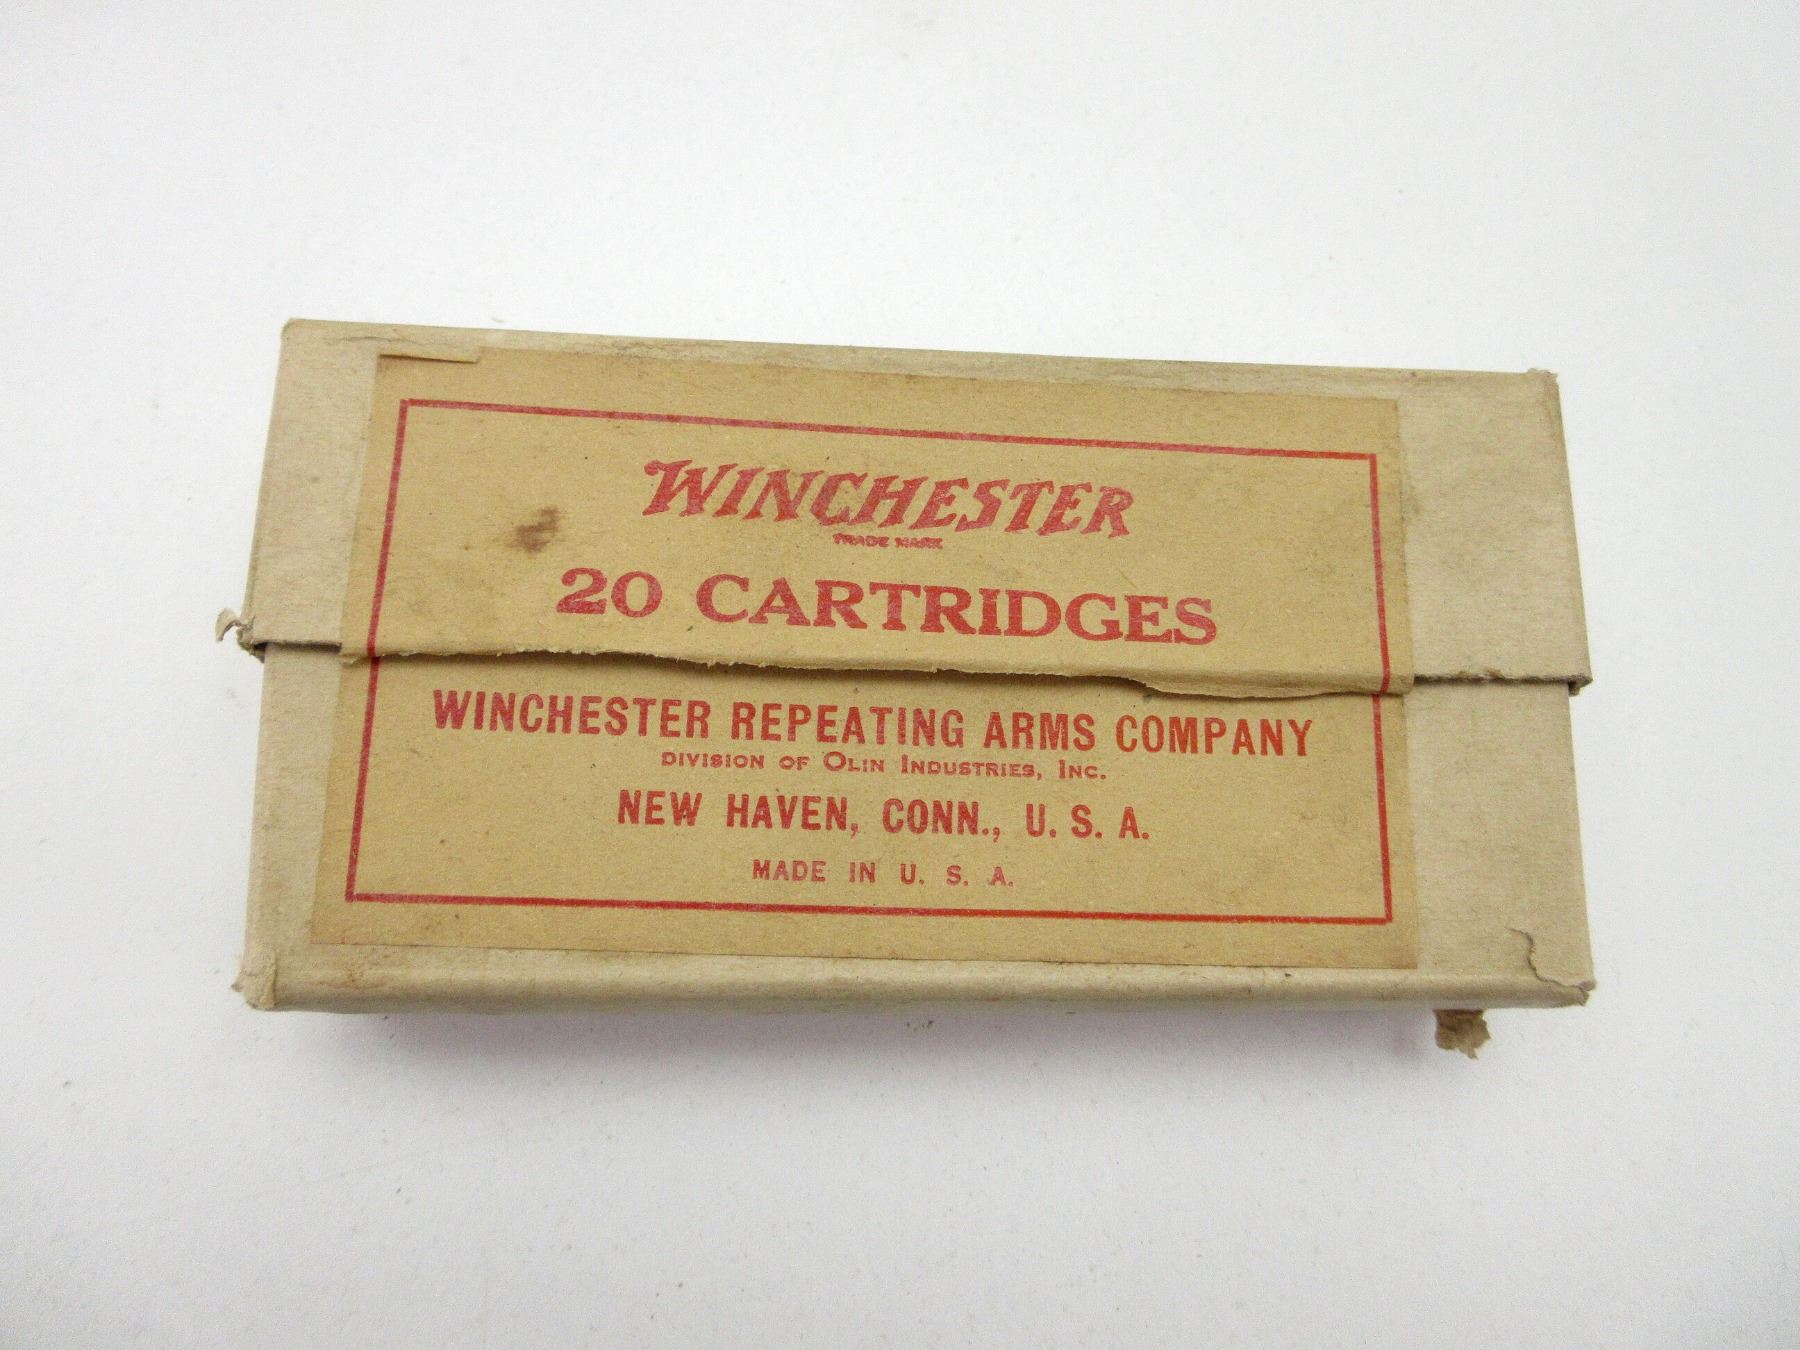 WINCHESTER
TRADE MARK
20 CARTRIDGES
WINCHESTER REPEATING ARMS COMPANY
DIVISION OF OLIN INDUSTRIES, INC.
NEW HAVEN, CONN., U. S. A.
MADE IN U. S. A.